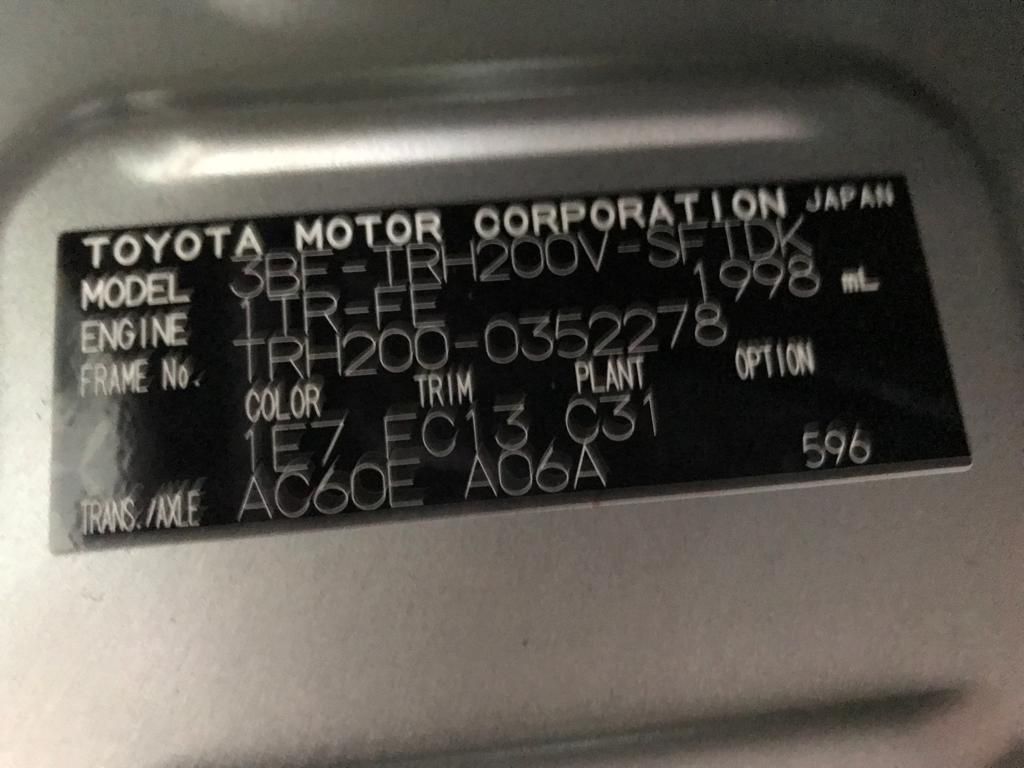 TOYOTA MOTOR CORPORATION JAPAN
MODEL 3BF-TRH200V-SFTDK
ENGINE 1TR-FE 1998 mL
FRAME No. TRH200-0352278
COLOR TRIM PLANT OPTION
1E7 FC13 C31
TRANS./AXLE AC60E A06A 596